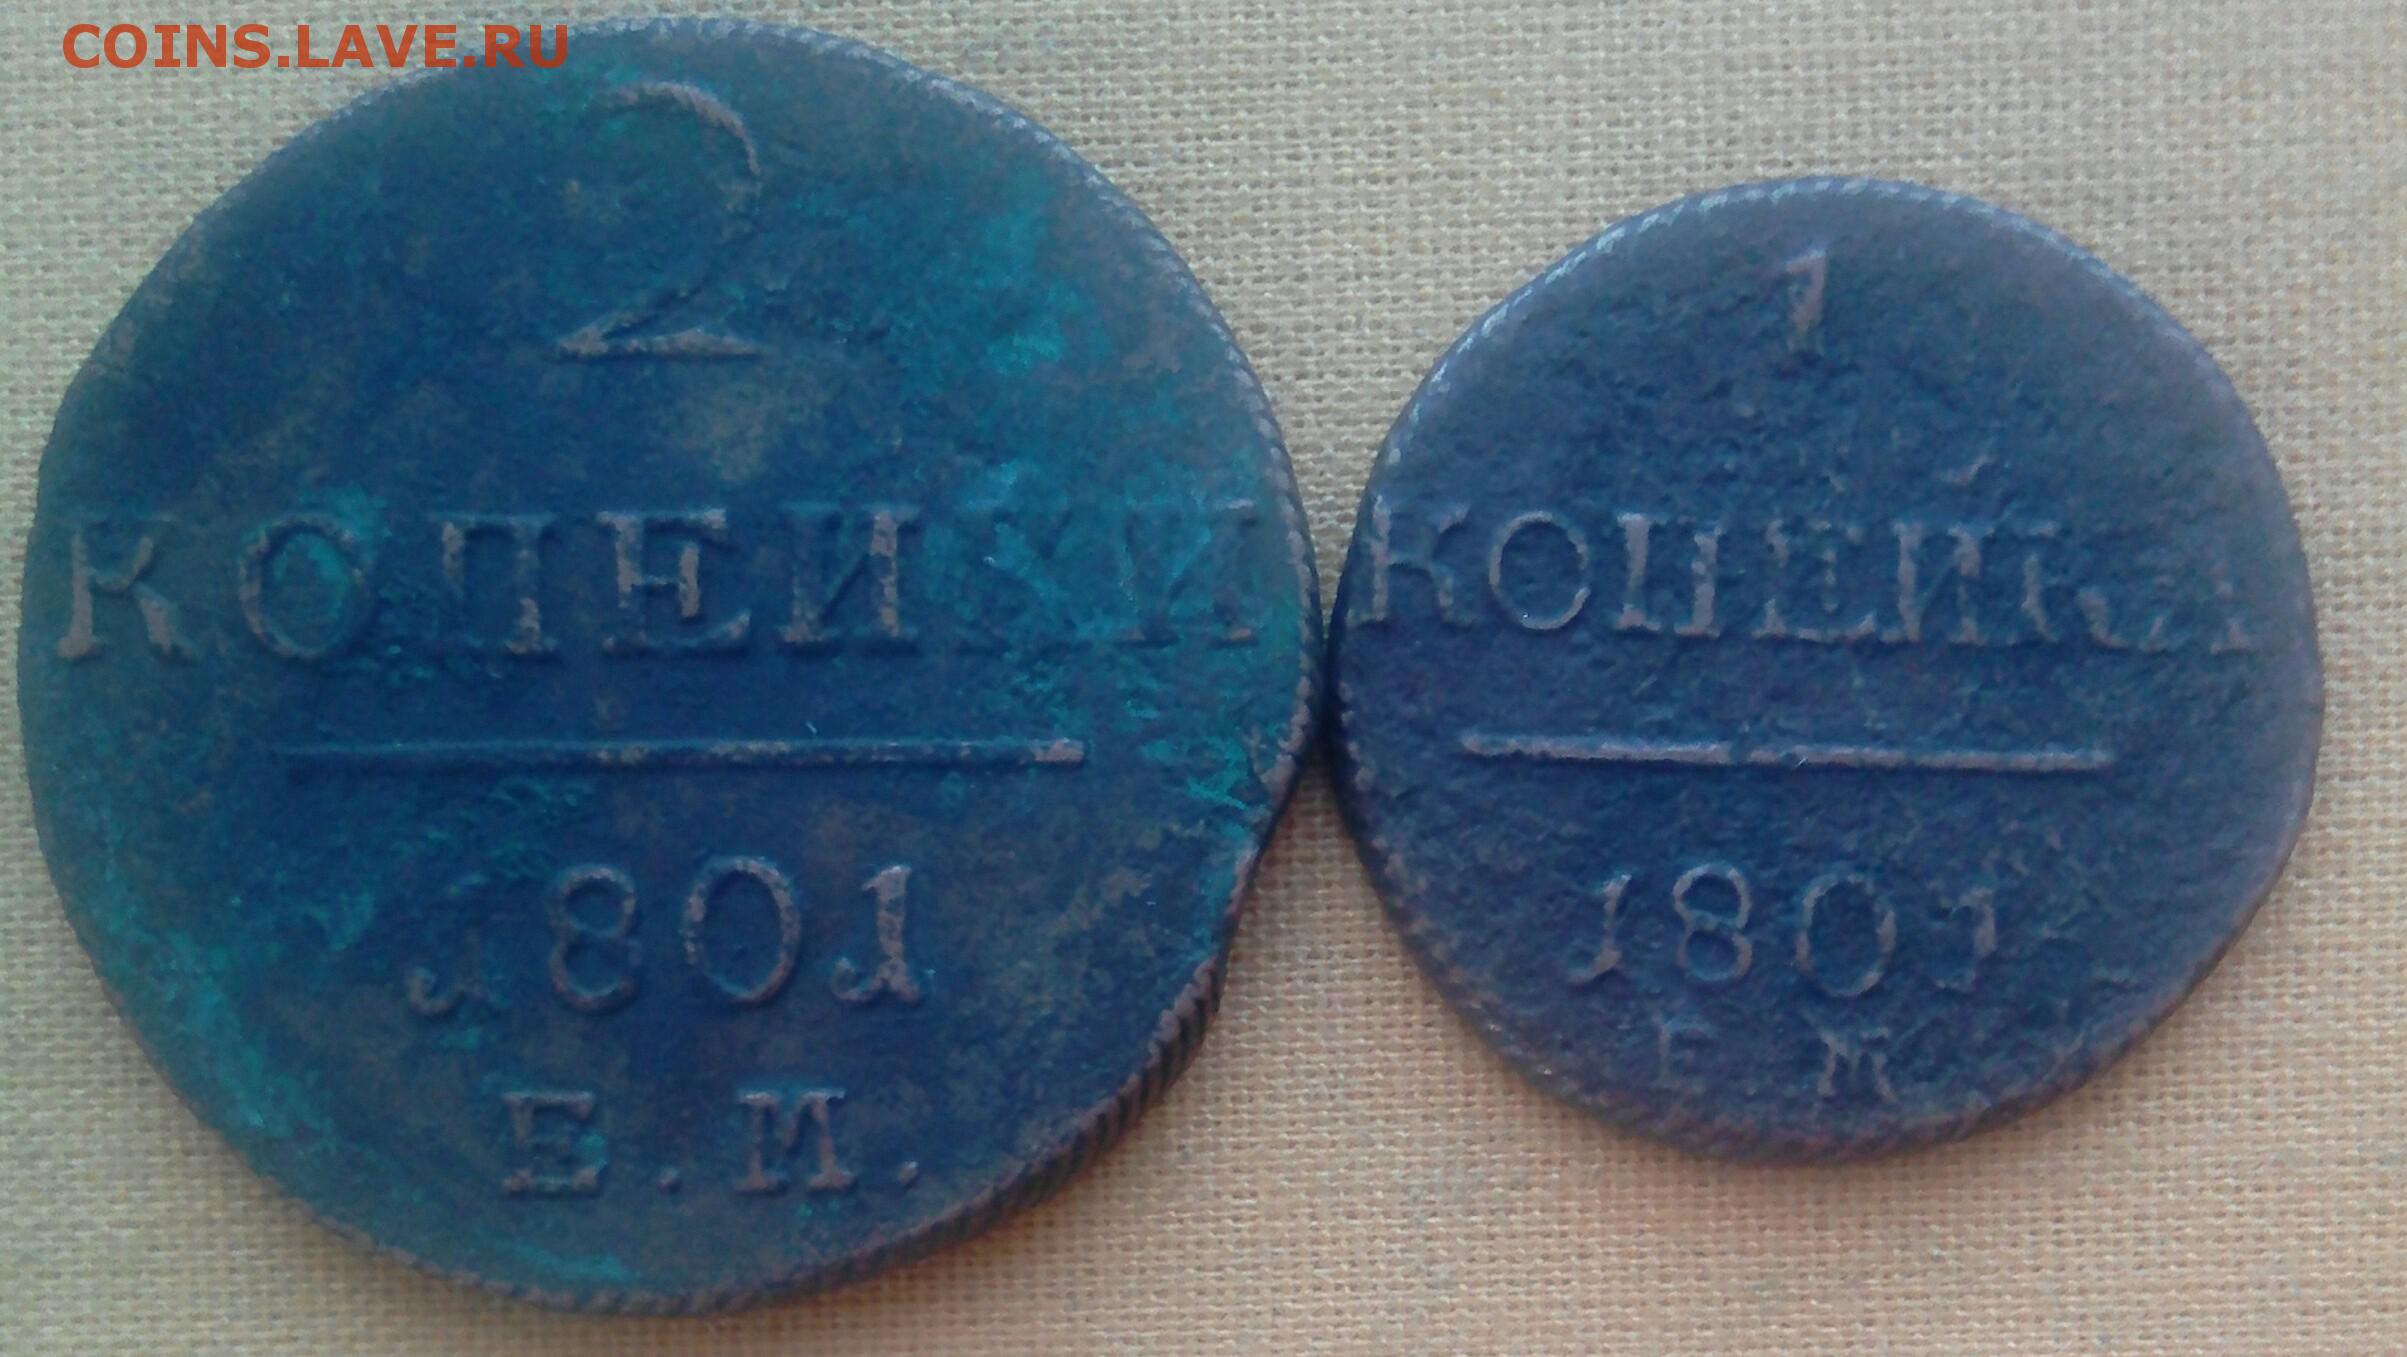 COINS.LAVE.RU
2
КОПЕЙКИ
1801
Е.М.
1
КОПЕЙКА
1801
Е М